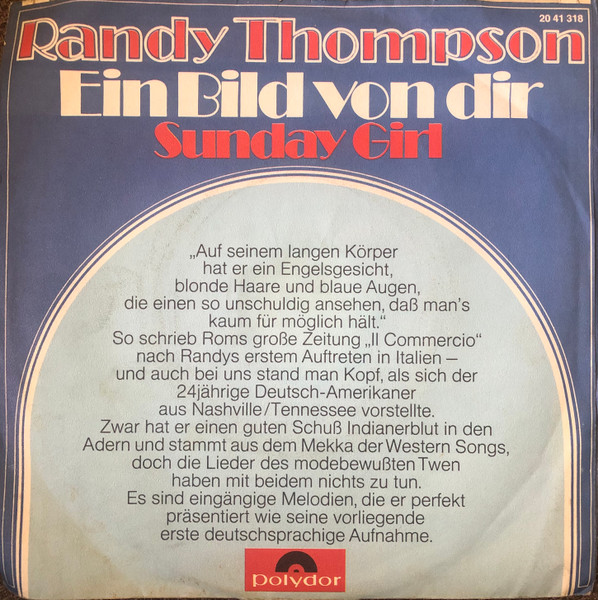 20 41 318
Randy Thompson
Ein Bild von dir
Sunday Girl
„Auf seinem langen Körper
hat er ein Engelsgesicht,
blonde Haare und blaue Augen,
die einen so unschuldig ansehen, daß man's
kaum für möglich hält.“
So schrieb Roms große Zeitung „Il Commercio“
nach Randys erstem Auftreten in Italien –
und auch bei uns stand man Kopf, als sich der
24jährige Deutsch-Amerikaner
aus Nashville/Tennessee vorstellte.
Zwar hat er einen guten Schuß Indianerblut in den
Adern und stammt aus dem Mekka der Western Songs,
doch die Lieder des modebewußten Twen
haben mit beidem nichts zu tun.
Es sind eingängige Melodien, die er perfekt
präsentiert wie seine vorliegende
erste deutschsprachige Aufnahme.
polydor